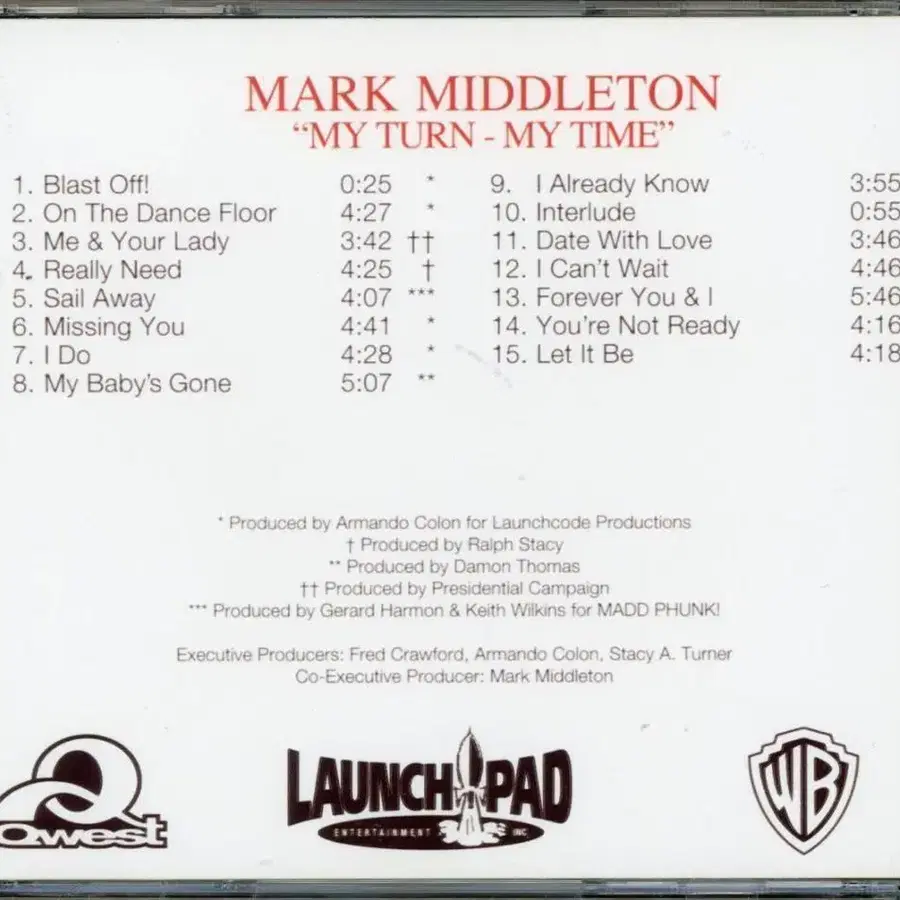 MARK MIDDLETON
“MY TURN - MY TIME”
1. Blast Off! 0:25 *
2. On The Dance Floor 4:27 *
3. Me & Your Lady 3:42 ††
4. Really Need 4:25 †
5. Sail Away 4:07 ***
6. Missing You 4:41 *
7. I Do 4:28 *
8. My Baby's Gone 5:07 **
9. I Already Know 3:55
10. Interlude 0:55
11. Date With Love 3:46
12. I Can't Wait 4:46
13. Forever You & I 5:46
14. You're Not Ready 4:16
15. Let It Be 4:18
* Produced by Armando Colon for Launchcode Productions
† Produced by Ralph Stacy
** Produced by Damon Thomas
†† Produced by Presidential Campaign
*** Produced by Gerard Harmon & Keith Wilkins for MADD PHUNK!
Executive Producers: Fred Crawford, Armando Colon, Stacy A. Turner
Co-Executive Producer: Mark Middleton
Qwest
LAUNCH PAD
ENTERTAINMENT INC
WB